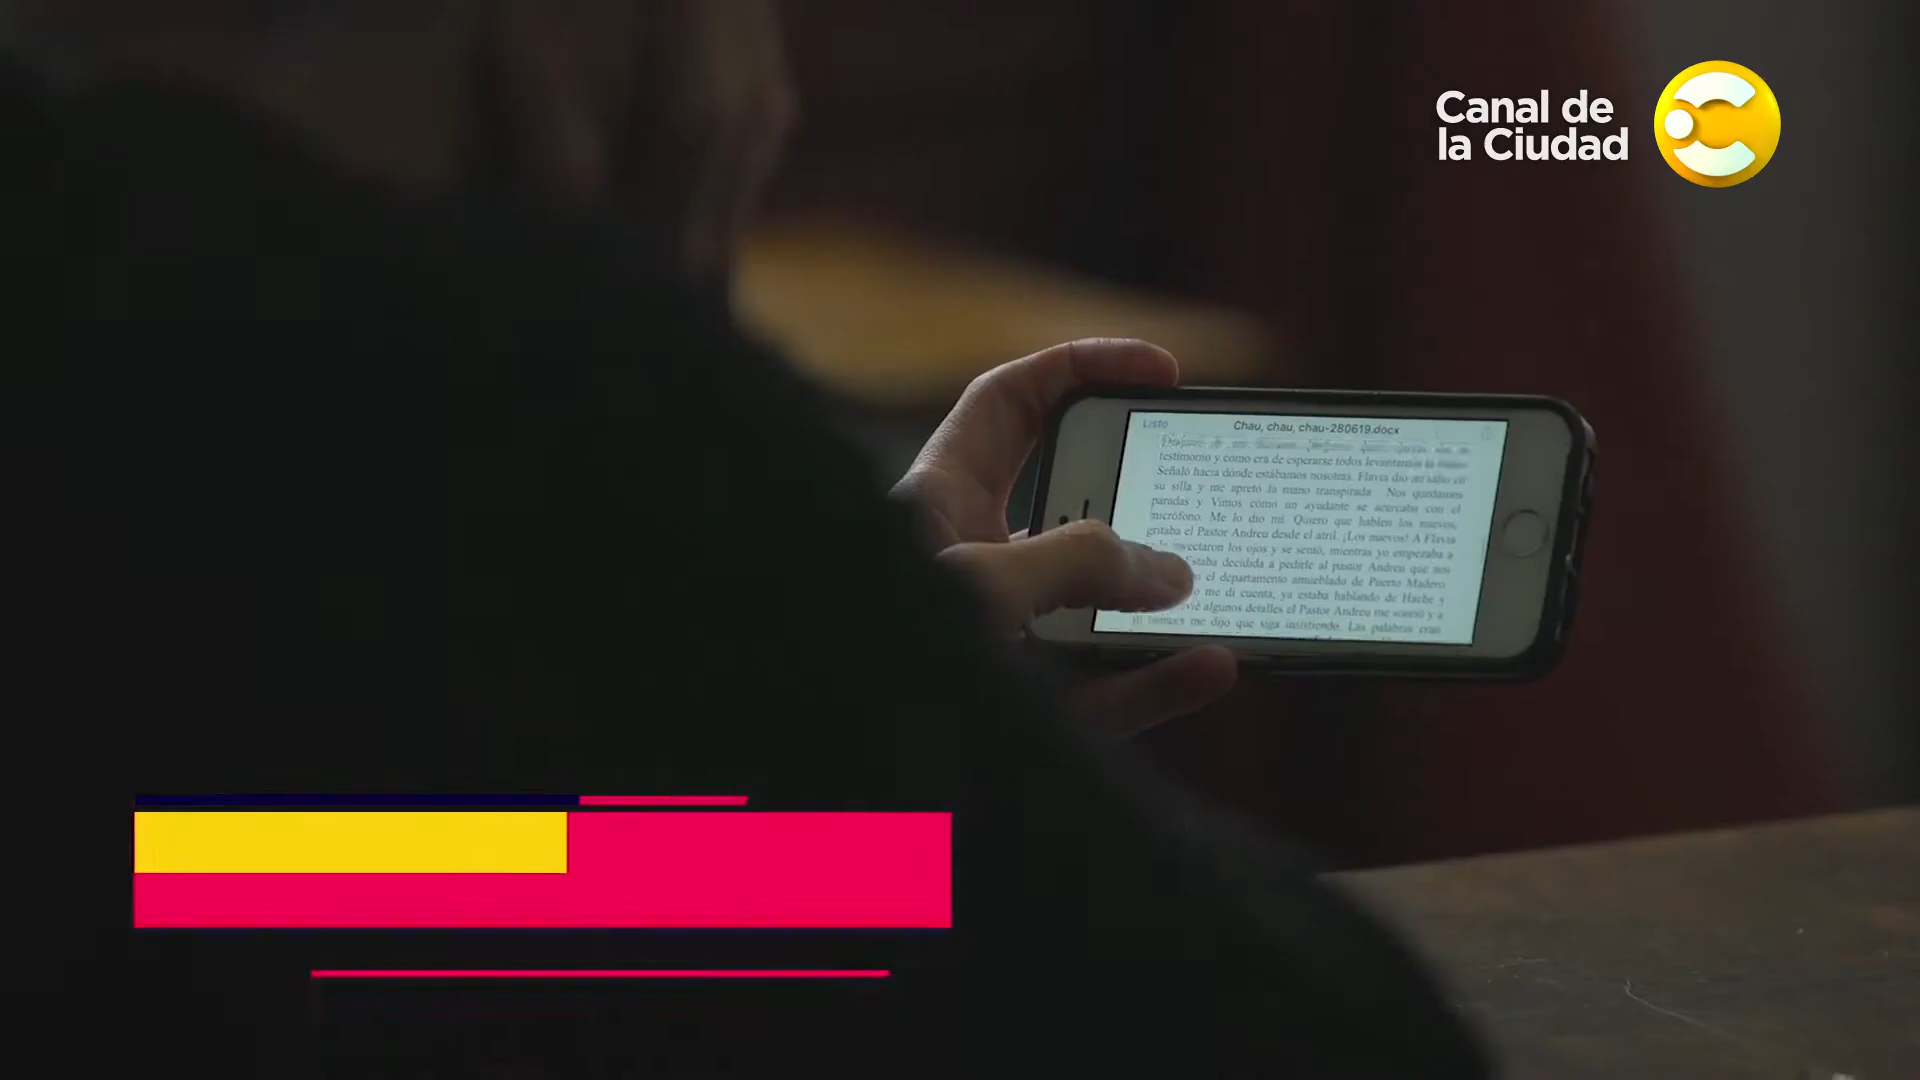 Canal de
la Ciudad
Listo
Chau, chau, chau-280619.docx
testimonio y como era de esperarse todos levantamos la
Señaló hacia dónde estábamos nosotras. Flavia dio un salto en
su silla y me apretó la mano transpirada Nos quedamos
paradas y Vimos cómo un ayudante se acercaba con el
micrófono. Me lo dio mí. Quiero que hablen los nuevos,
gritaba el Pastor Andreu desde el atril. ¡Los nuevos! A Flavia
inyectaron los ojos y se sentó, mientras yo empezaba a
Estaba decidida a pedirle al pastor Andreu que nos
el departamento amueblado de Puerto Madero
me di cuenta, ya estaba hablando de Hache y
algunos detalles el Pastor Andreu me sonrió y a
me dijo que siga insistiendo. Las palabras eran